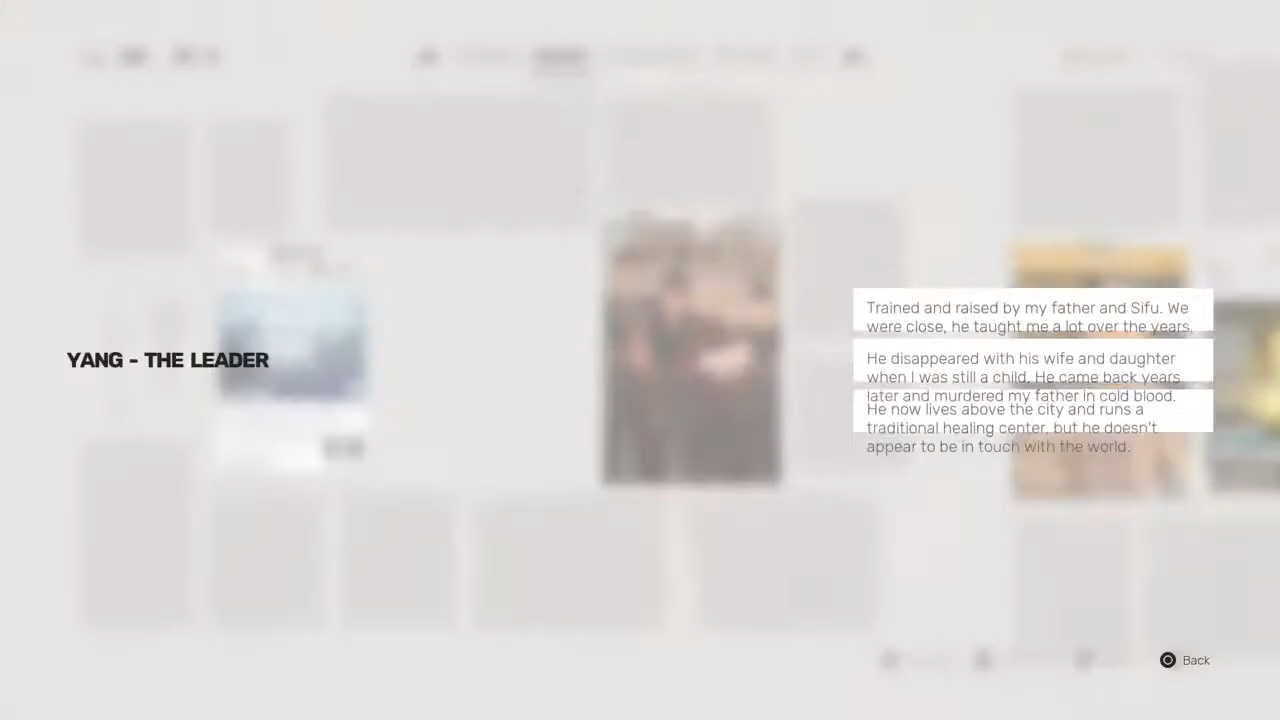 YANG - THE LEADER
Trained and raised by my father and Sifu. We
were close, he taught me a lot over the years.
He disappeared with his wife and daughter
when I was still a child. He came back years
later and murdered my father in cold blood.
He now lives above the city and runs a
traditional healing center, but he doesn't
appear to be in touch with the world.
Back